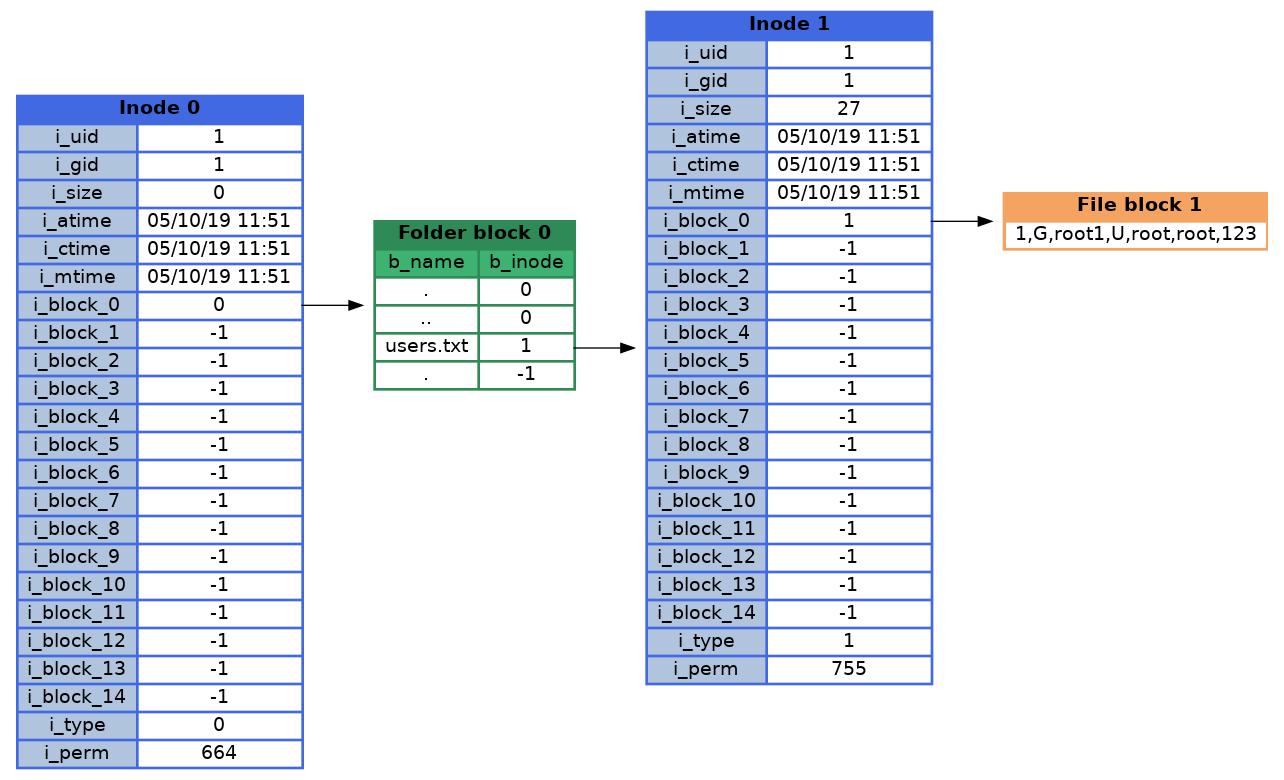 Inode 0
i_uid 1
i_gid 1
i_size 0
i_atime 05/10/19 11:51
i_ctime 05/10/19 11:51
i_mtime 05/10/19 11:51
i_block_0 0
i_block_1 -1
i_block_2 -1
i_block_3 -1
i_block_4 -1
i_block_5 -1
i_block_6 -1
i_block_7 -1
i_block_8 -1
i_block_9 -1
i_block_10 -1
i_block_11 -1
i_block_12 -1
i_block_13 -1
i_block_14 -1
i_type 0
i_perm 664
Folder block 0
b_name b_inode
. 0
.. 0
users.txt 1
. -1
Inode 1
i_uid 1
i_gid 1
i_size 27
i_atime 05/10/19 11:51
i_ctime 05/10/19 11:51
i_mtime 05/10/19 11:51
i_block_0 1
i_block_1 -1
i_block_2 -1
i_block_3 -1
i_block_4 -1
i_block_5 -1
i_block_6 -1
i_block_7 -1
i_block_8 -1
i_block_9 -1
i_block_10 -1
i_block_11 -1
i_block_12 -1
i_block_13 -1
i_block_14 -1
i_type 1
i_perm 755
File block 1
1,G,root1,U,root,root,123